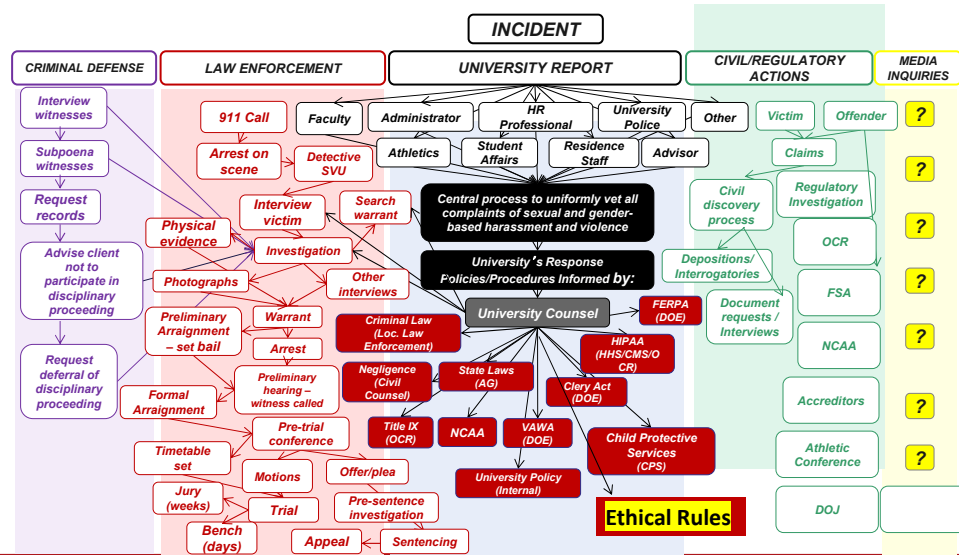 INCIDENT
CRIMINAL DEFENSE
LAW ENFORCEMENT
UNIVERSITY REPORT
CIVIL/REGULATORY
ACTIONS
MEDIA
INQUIRIES
Interview
witnesses
Subpoena
witnesses
Request
records
Advise client
not to
participate in
disciplinary
proceeding
Request
deferral of
disciplinary
proceeding
911 Call
Arrest on
scene
Detective
SVU
Interview
victim
Search
warrant
Physical
evidence
Investigation
Photographs
Other
interviews
Warrant
Preliminary
Arraignment
– set bail
Arrest
Preliminary
hearing –
witness called
Formal
Arraignment
Pre-trial
conference
Timetable
set
Motions
Offer/plea
Jury
(weeks)
Trial
Pre-sentence
investigation
Bench
(days)
Appeal
Sentencing
Faculty
Administrator
HR
Professional
University
Police
Other
Athletics
Student
Affairs
Residence
Staff
Advisor
Central process to uniformly vet all
complaints of sexual and gender-
based harassment and violence
University's Response
Policies/Procedures Informed by:
University Counsel
FERPA
(DOE)
Criminal Law
(Loc. Law
Enforcement)
HIPAA
(HHS/CMS/O
CR)
Negligence
(Civil
Counsel)
State Laws
(AG)
Clery Act
(DOE)
Title IX
(OCR)
NCAA
VAWA
(DOE)
Child Protective
Services
(CPS)
University Policy
(Internal)
Ethical Rules
Victim
Offender
Claims
Civil
discovery
process
Regulatory
Investigation
OCR
Depositions/
Interrogatories
FSA
Document
requests /
Interviews
NCAA
Accreditors
Athletic
Conference
DOJ
?
?
?
?
?
?
?